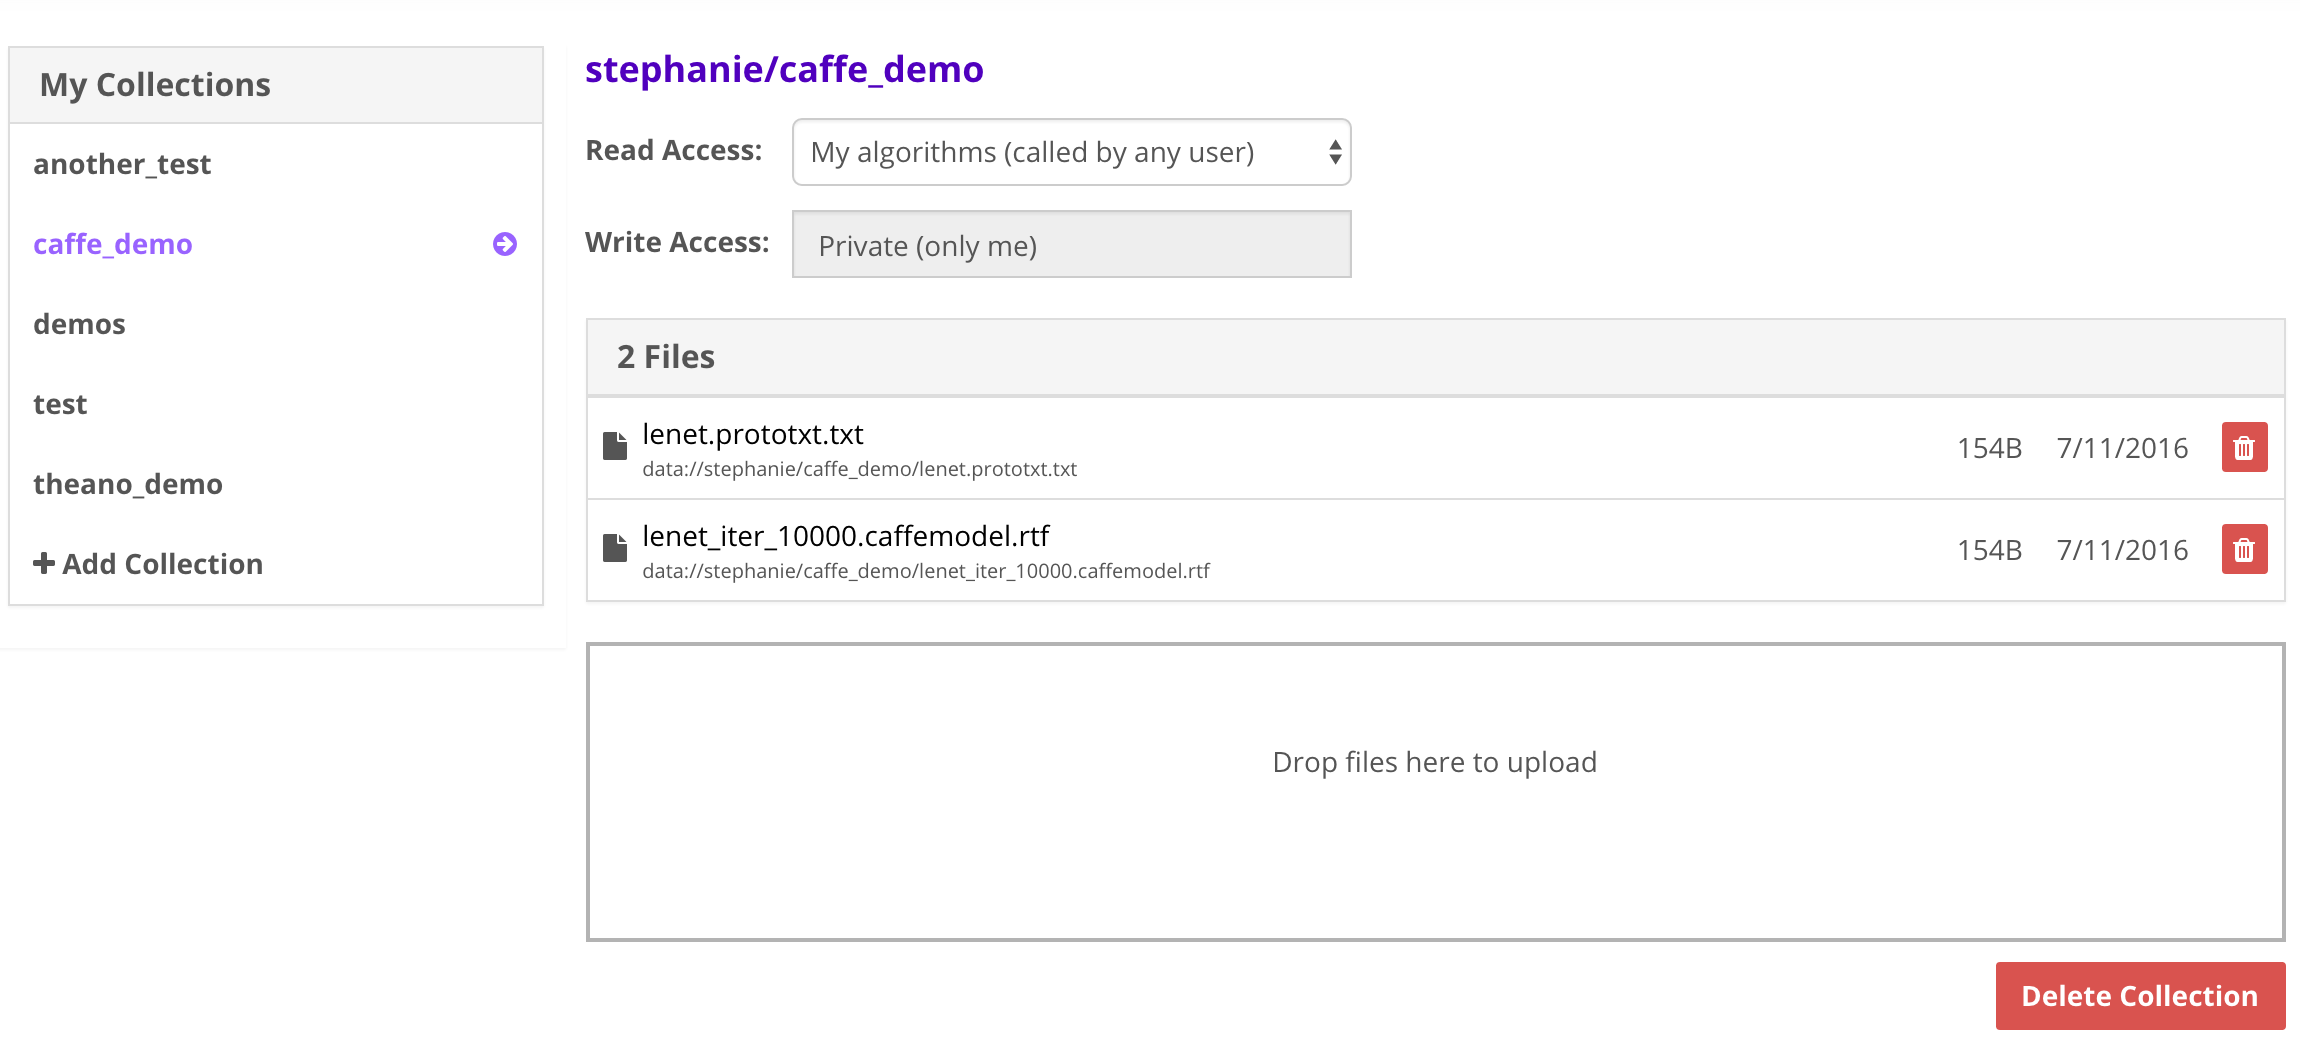 My Collections
another_test
caffe_demo
demos
test
theano_demo
Add Collection
stephanie/caffe_demo
Read Access: My algorithms (called by any user)
Write Access: Private (only me)
2 Files
lenet.prototxt.txt 154B 7/11/2016
data://stephanie/caffe_demo/lenet.prototxt.txt
lenet_iter_10000.caffemodel.rtf 154B 7/11/2016
data://stephanie/caffe_demo/lenet_iter_10000.caffemodel.rtf
Drop files here to upload
Delete Collection